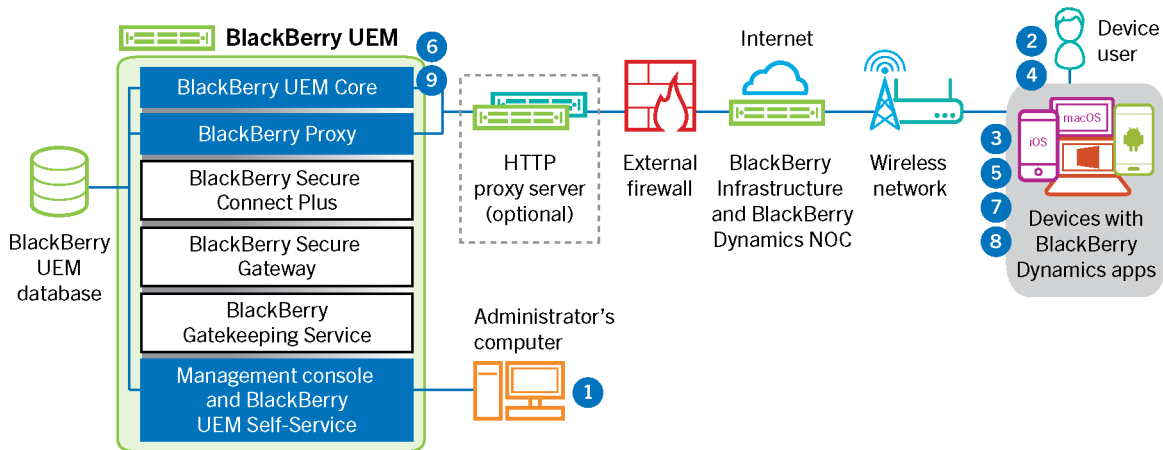 BlackBerry UEM
6
9
BlackBerry UEM Core
BlackBerry Proxy
BlackBerry Secure
Connect Plus
BlackBerry Secure
Gateway
BlackBerry
Gatekeeping Service
Management console
and BlackBerry
UEM Self-Service
BlackBerry
UEM
database
HTTP
proxy server
(optional)
External
firewall
Internet
BlackBerry
Infrastructure
and BlackBerry
Dynamics NOC
Wireless
network
2
4
Device
user
3
5
7
8
iOS
macOS
Devices with
BlackBerry
Dynamics apps
Administrator's
computer
1